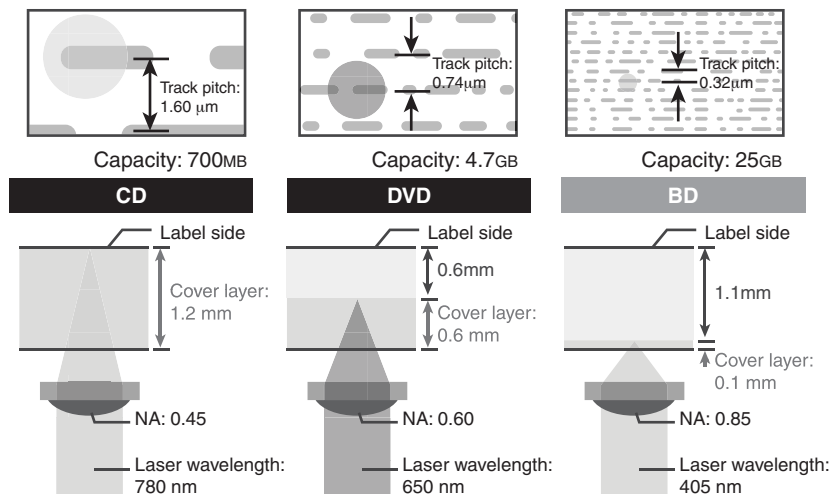 Track pitch:
1.60 μm
Track pitch:
0.74μm
Track pitch:
0.32μm
Capacity: 700MB
Capacity: 4.7GB
Capacity: 25GB
CD
DVD
BD
Label side
Cover layer:
1.2 mm
NA: 0.45
Laser wavelength:
780 nm
Label side
0.6mm
Cover layer:
0.6 mm
NA: 0.60
Laser wavelength:
650 nm
Label side
1.1mm
Cover layer:
0.1 mm
NA: 0.85
Laser wavelength:
405 nm